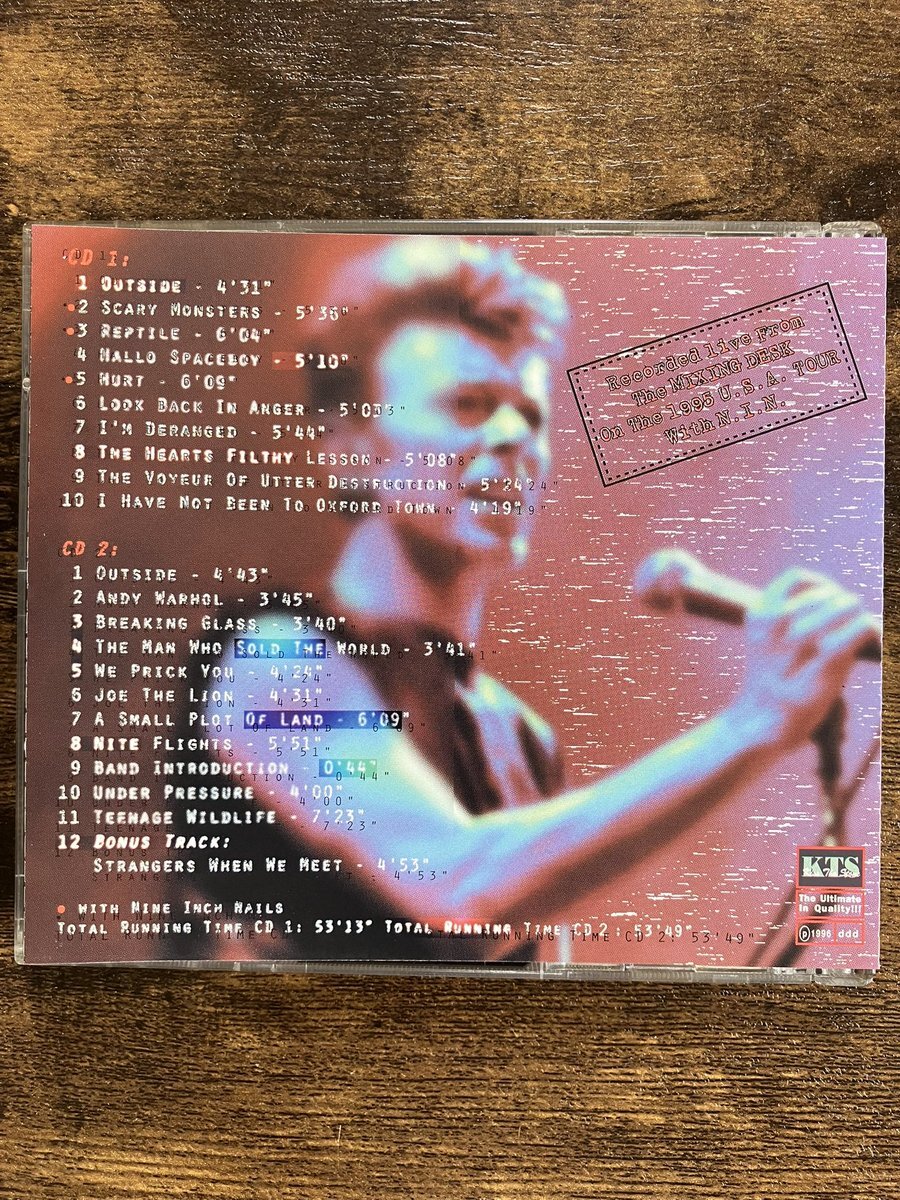 CD 1:
1 OUTSIDE - 4'31"
• 2 SCARY MONSTERS - 5'36"
• 3 REPTILE - 6'04"
4 HALLO SPACEBOY - 5'10"
• 5 HURT - 6'09"
6 LOOK BACK IN ANGER - 5'03"
7 I'M DERANGED - 5'44"
8 THE HEARTS FILTHY LESSON - 5'08"
9 THE VOYEUR OF UTTER DESTRUCTION - 5'24"
10 I HAVE NOT BEEN TO OXFORD TOWN 4'19"
CD 2:
1 OUTSIDE - 4'43"
2 ANDY WARHOL - 3'45"
3 BREAKING GLASS - 3'40"
4 THE MAN WHO SOLD THE WORLD - 3'41"
5 WE PRICK YOU - 4'24"
6 JOE THE LION - 4'31"
7 A SMALL PLOT OF LAND - 6'09"
8 NITE FLIGHTS - 5'51"
9 BAND INTRODUCTION - 0'44"
10 UNDER PRESSURE - 4'00"
11 TEENAGE WILDLIFE - 7'23"
12 BONUS TRACK:
STRANGERS WHEN WE MEET - 4'53"
• WITH NINE INCH NAILS
TOTAL RUNNING TIME CD 1: 53'13" TOTAL RUNNING TIME CD 2: 53'49"
Recorded live From
The MIXING DESK
On The 1995 U.S.A. TOUR
With N.I.N.
KTS
The Ultimate
In Quality!!!
℗1996 ddd